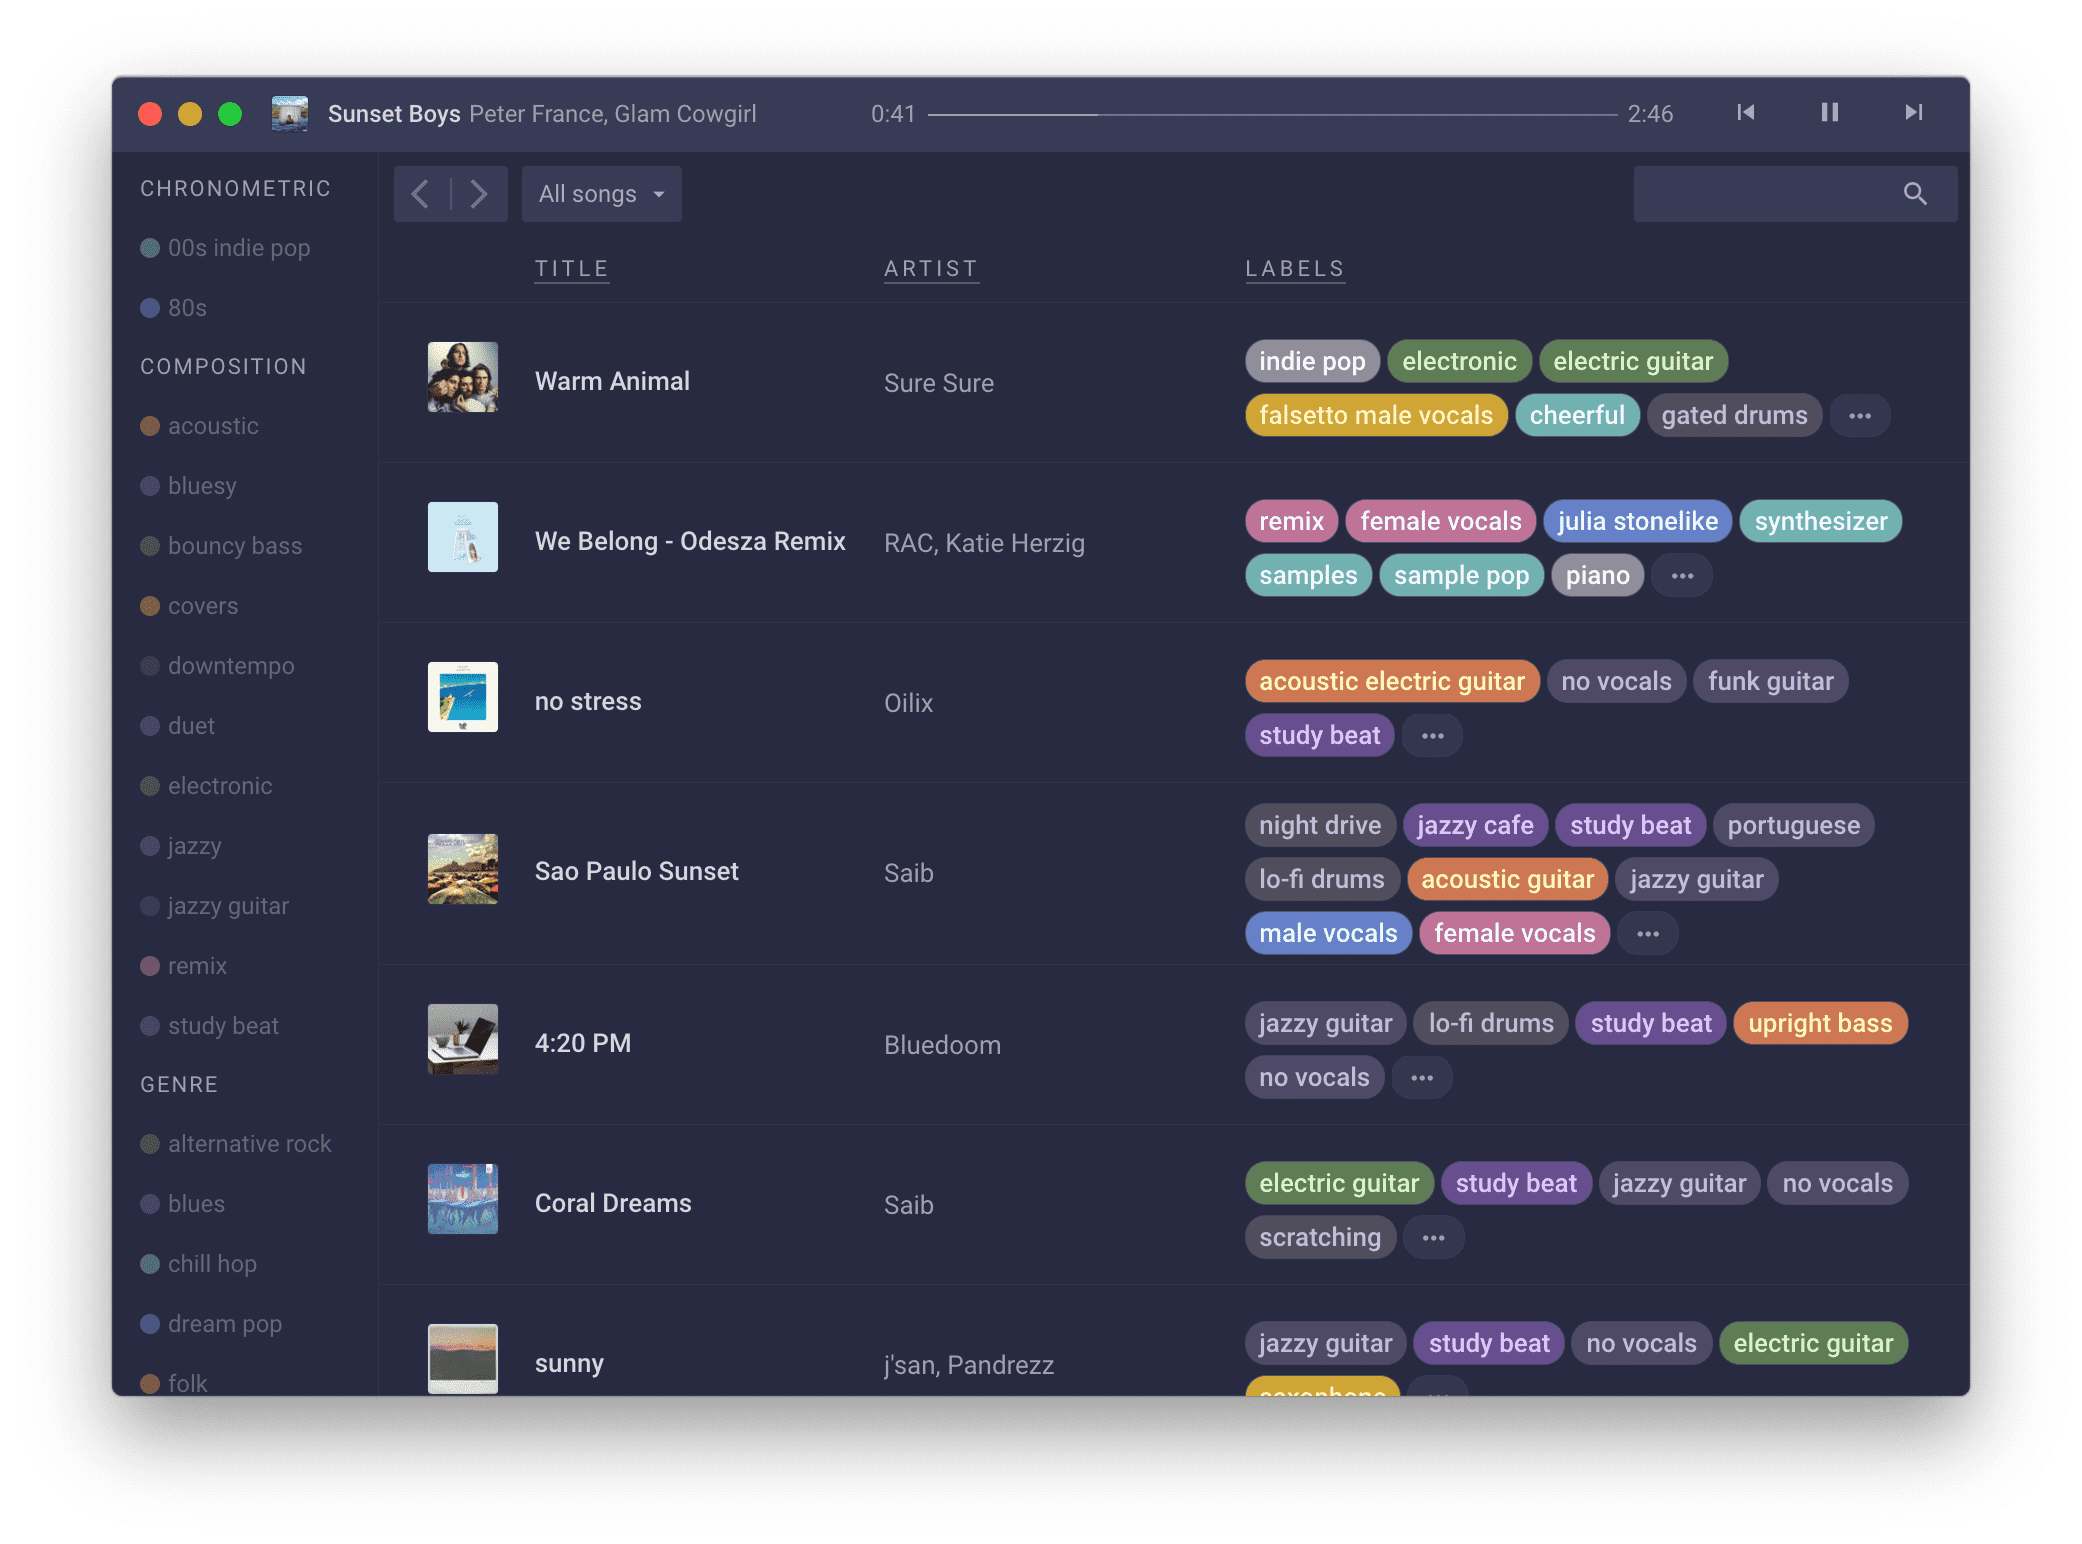 Sunset Boys Peter France, Glam Cowgirl 0:41 2:46
CHRONOMETRIC
00s indie pop
80s
COMPOSITION
acoustic
bluesy
bouncy bass
covers
downtempo
duet
electronic
jazzy
jazzy guitar
remix
study beat
GENRE
alternative rock
blues
chill hop
dream pop
folk
All songs
TITLE ARTIST LABELS
Warm Animal Sure Sure
indie pop electronic electric guitar
falsetto male vocals cheerful gated drums ...
We Belong - Odesza Remix RAC, Katie Herzig
remix female vocals julia stonelike synthesizer
samples sample pop piano ...
no stress Oilix
acoustic electric guitar no vocals funk guitar
study beat ...
Sao Paulo Sunset Saib
night drive jazzy cafe study beat portuguese
lo-fi drums acoustic guitar jazzy guitar
male vocals female vocals ...
4:20 PM Bluedoom
jazzy guitar lo-fi drums study beat upright bass
no vocals ...
Coral Dreams Saib
electric guitar study beat jazzy guitar no vocals
scratching ...
sunny j'san, Pandrezz
jazzy guitar study beat no vocals electric guitar
saxophone ...